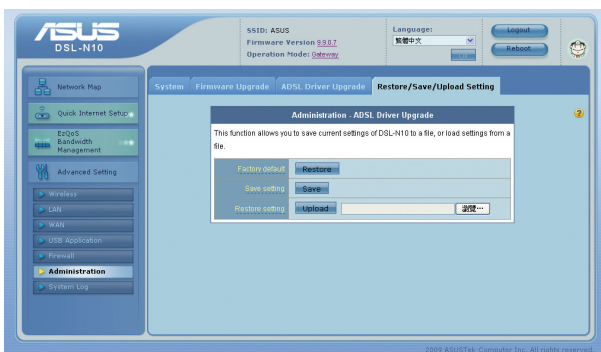 ASUS
DSL-N10
SSID: ASUS
Firmware Version 9.9.0.7
Operation Mode: Gateway
Language:
繁體中文
Logout
Reboot
Network Map
Quick Internet Setup
EzQoS
Bandwidth
Management
Advanced Setting
Wireless
LAN
WAN
USB Application
Firewall
Administration
System Log
System
Firmware Upgrade
ADSL Driver Upgrade
Restore/Save/Upload Setting
Administration - ADSL Driver Upgrade
This function allows you to save current settings of DSL-N10 to a file, or load settings from a
file.
Factory default
Restore
Save setting
Save
Restore setting
Upload
瀏覽...
2009 ASUSTek Computer Inc. All rights reserved.